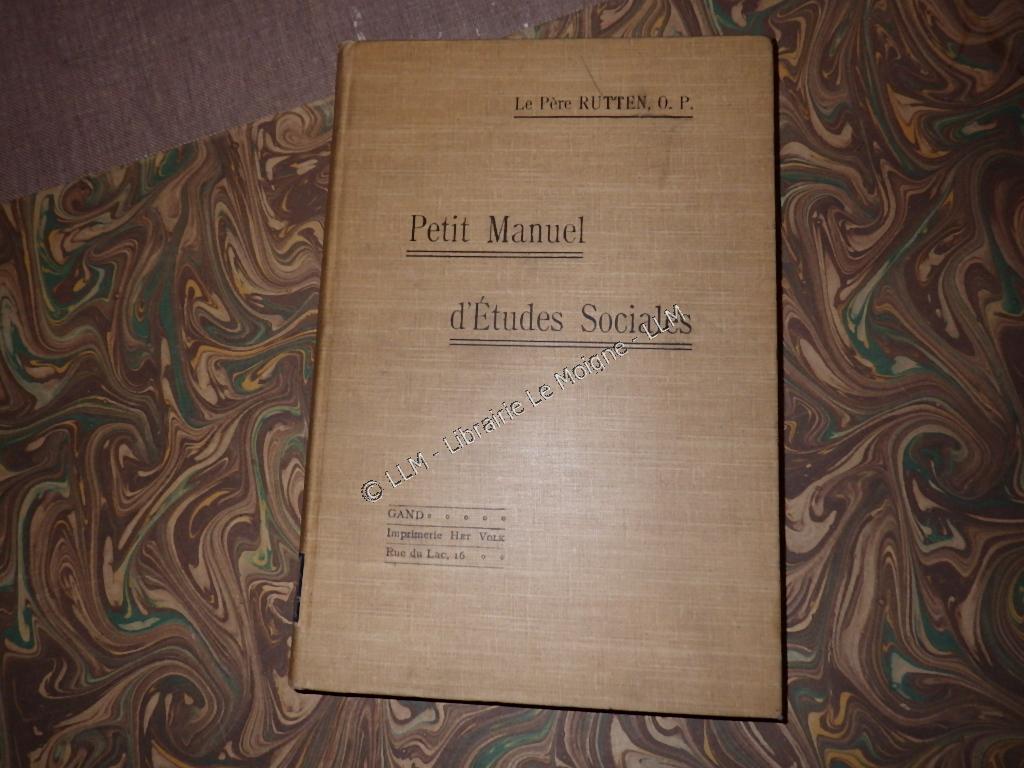 Le Père RUTTEN, O. P.
Petit Manuel
d'Études Sociales
© LLM - Librairie Le Moigne - LLM
GAND
Imprimerie HET VOLK
Rue du Lac, 16